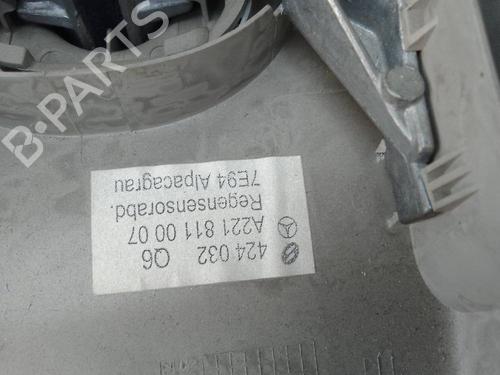 424 032 Q6
A221 811 00 07
Regensensorabd.
7E94 Alpacagrau
B-PARTS